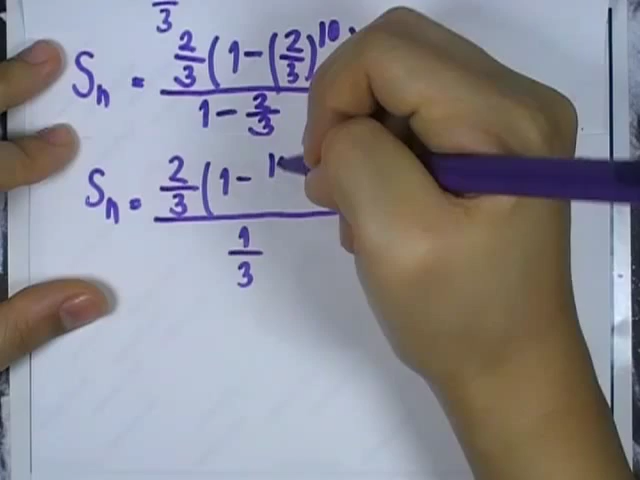 3
Sₙ = 2/3 (1 - (2/3)^10) / 1 - 2/3
Sₙ = 2/3 (1 - 1 / 1/3